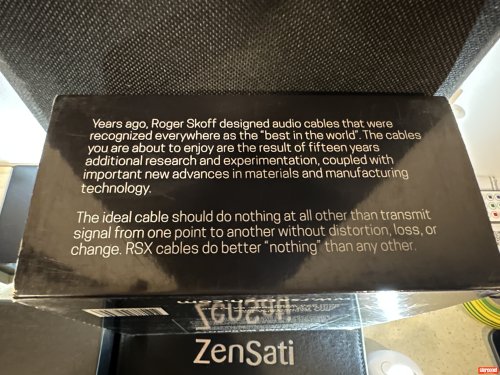 Years ago, Roger Skoff designed audio cables that were
recognized everywhere as the "best in the world". The cables
you are about to enjoy are the result of fifteen years
additional research and experimentation, coupled with
important new advances in materials and manufacturing
technology.
The ideal cable should do nothing at all other than transmit
signal from one point to another without distortion, loss, or
change. RSX cables do better "nothing" than any other.
ZenSati